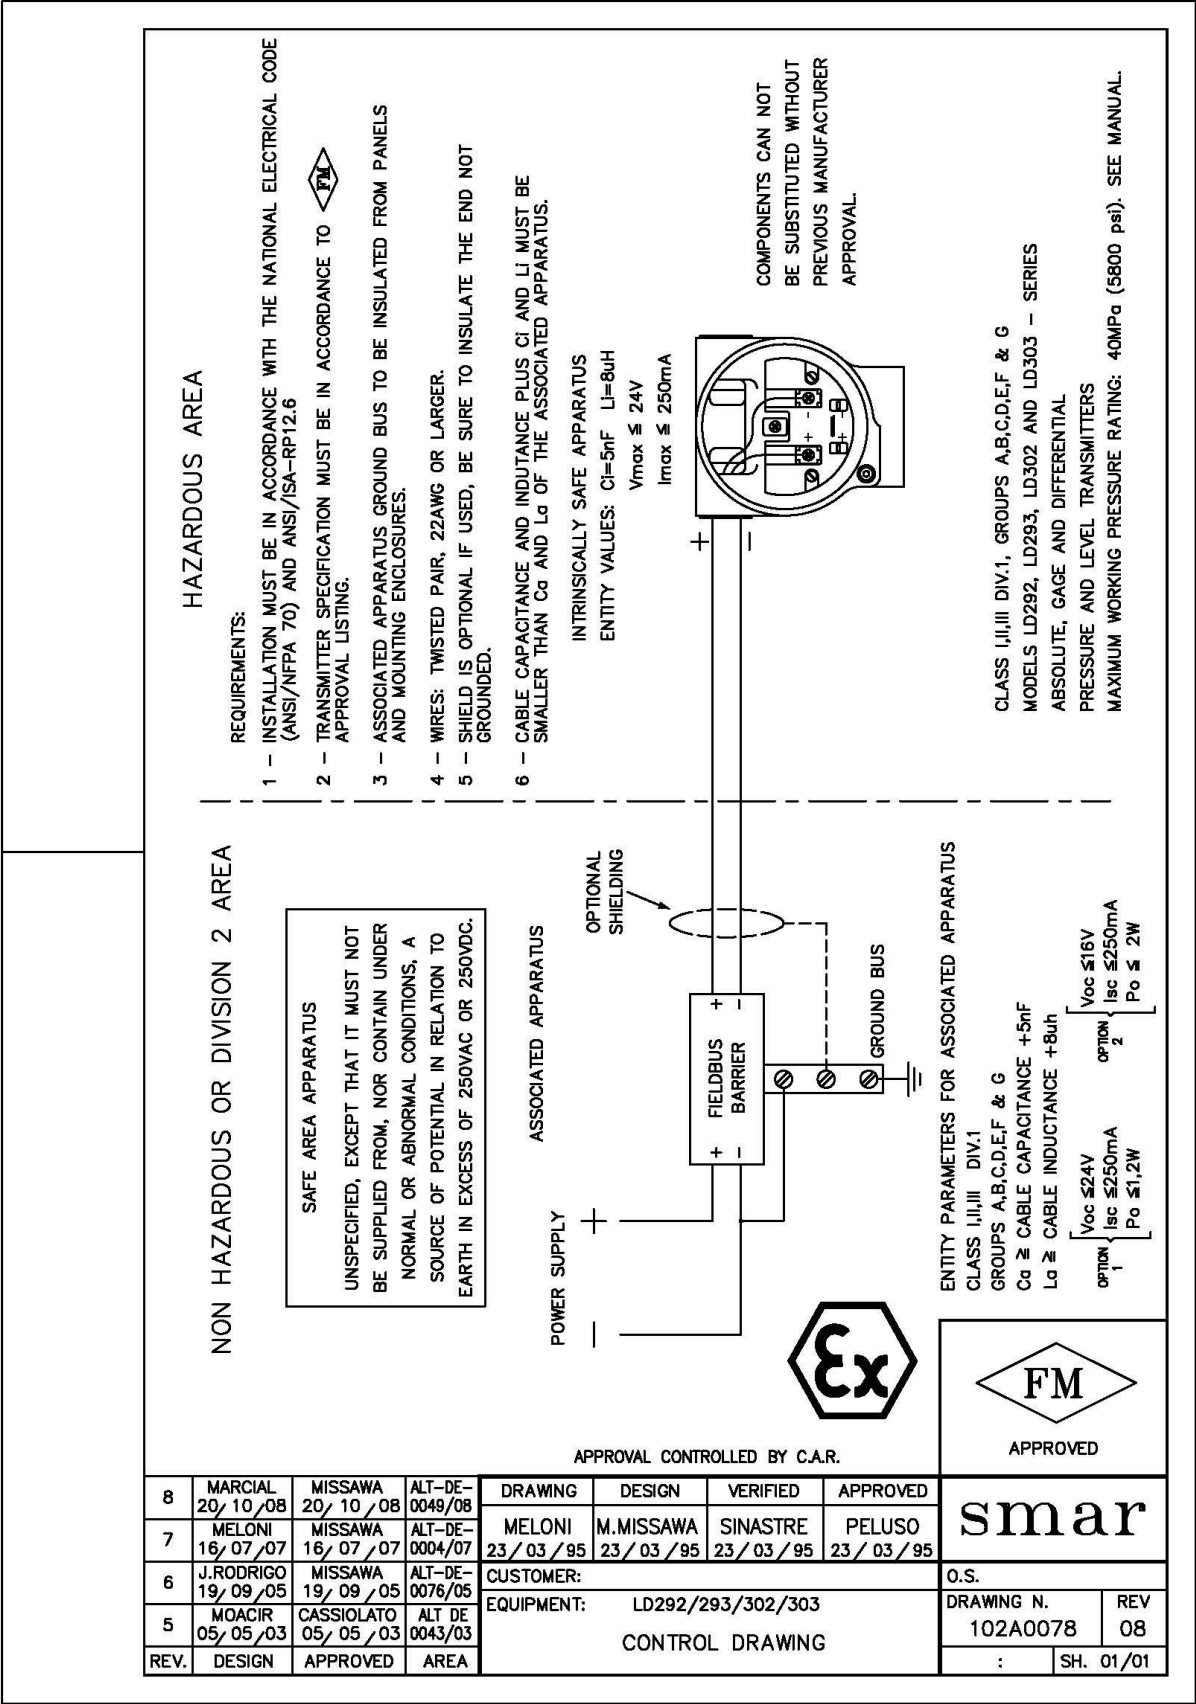 HAZARDOUS AREA
REQUIREMENTS:
1 – INSTALLATION MUST BE IN ACCORDANCE WITH THE NATIONAL ELECTRICAL CODE
(ANSI/NFPA 70) AND ANSI/ISA–RP12.6
2 – TRANSMITTER SPECIFICATION MUST BE IN ACCORDANCE TO FM
APPROVAL LISTING.
3 – ASSOCIATED APPARATUS GROUND BUS TO BE INSULATED FROM PANELS
AND MOUNTING ENCLOSURES.
4 – WIRES: TWISTED PAIR, 22AWG OR LARGER.
5 – SHIELD IS OPTIONAL IF USED, BE SURE TO INSULATE THE END NOT
GROUNDED.
6 – CABLE CAPACITANCE AND INDUTANCE PLUS Ci AND Li MUST BE
SMALLER THAN Ca AND La OF THE ASSOCIATED APPARATUS.
INTRINSICALLY SAFE APPARATUS
ENTITY VALUES: Ci=5nF Li=8uH
Vmax ≤ 24V
Imax ≤ 250mA
COMPONENTS CAN NOT
BE SUBSTITUTED WITHOUT
PREVIOUS MANUFACTURER
APPROVAL.
+
–
+ -
+ -
CLASS I,II,III DIV.1, GROUPS A,B,C,D,E,F & G
MODELS LD292, LD293, LD302 AND LD303 – SERIES
ABSOLUTE, GAGE AND DIFFERENTIAL
PRESSURE AND LEVEL TRANSMITTERS
MAXIMUM WORKING PRESSURE RATING: 40MPa (5800 psi). SEE MANUAL.
NON HAZARDOUS OR DIVISION 2 AREA
SAFE AREA APPARATUS
UNSPECIFIED, EXCEPT THAT IT MUST NOT
BE SUPPLIED FROM, NOR CONTAIN UNDER
NORMAL OR ABNORMAL CONDITIONS, A
SOURCE OF POTENTIAL IN RELATION TO
EARTH IN EXCESS OF 250VAC OR 250VDC.
ASSOCIATED APPARATUS
OPTIONAL
SHIELDING
POWER SUPPLY
– +
+ FIELDBUS +
– BARRIER –
GROUND BUS
ENTITY PARAMETERS FOR ASSOCIATED APPARATUS
CLASS I,II,III DIV.1
GROUPS A,B,C,D,E,F & G
Ca ≥ CABLE CAPACITANCE +5nF
La ≥ CABLE INDUCTANCE +8uh
OPTION 1
Voc ≤24V
Isc ≤250mA
Po ≤1,2W
OPTION 2
Voc ≤16V
Isc ≤250mA
Po ≤ 2W
Ex
FM
APPROVED
APPROVAL CONTROLLED BY C.A.R.
8 MARCIAL 20/10/08 MISSAWA 20/10/08 ALT–DE–0049/08
7 MELONI 16/07/07 MISSAWA 16/07/07 ALT–DE–0004/07
6 J.RODRIGO 19/09/05 MISSAWA 19/09/05 ALT–DE–0076/05
5 MOACIR 05/05/03 CASSIOLATO 05/05/03 ALT DE 0043/03
REV. DESIGN APPROVED AREA
DRAWING DESIGN VERIFIED APPROVED
MELONI M.MISSAWA SINASTRE PELUSO
23/03/95 23/03/95 23/03/95 23/03/95
CUSTOMER:
EQUIPMENT: LD292/293/302/303
CONTROL DRAWING
smar
O.S.
DRAWING N. REV
102A0078 08
: SH. 01/01